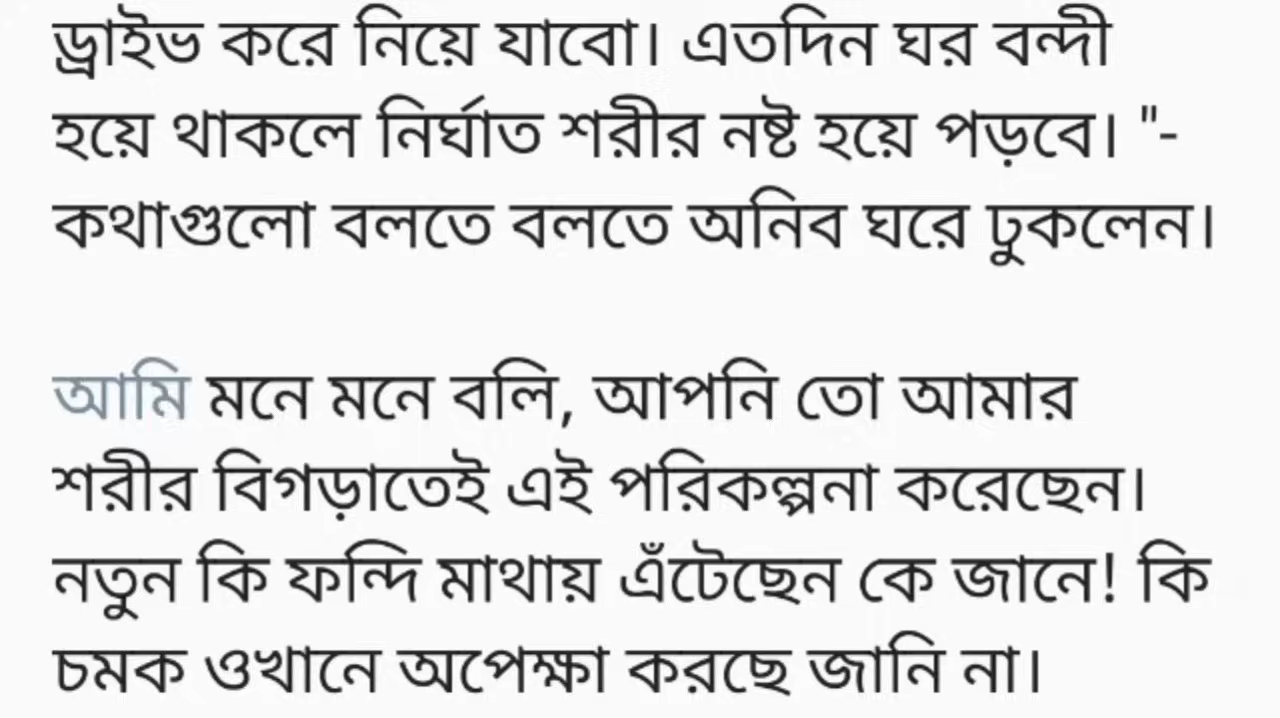 ড্রাইভ করে নিয়ে যাবো। এতদিন ঘর বন্দী
হয়ে থাকলে নির্ঘাত শরীর নষ্ট হয়ে পড়বে। "-
কথাগুলো বলতে বলতে অনিব ঘরে ঢুকলেন।
আমি মনে মনে বলি, আপনি তো আমার
শরীর বিগড়াতেই এই পরিকল্পনা করেছেন।
নতুন কি ফন্দি মাথায় এঁটেছেন কে জানে! কি
চমক ওখানে অপেক্ষা করছে জানি না।